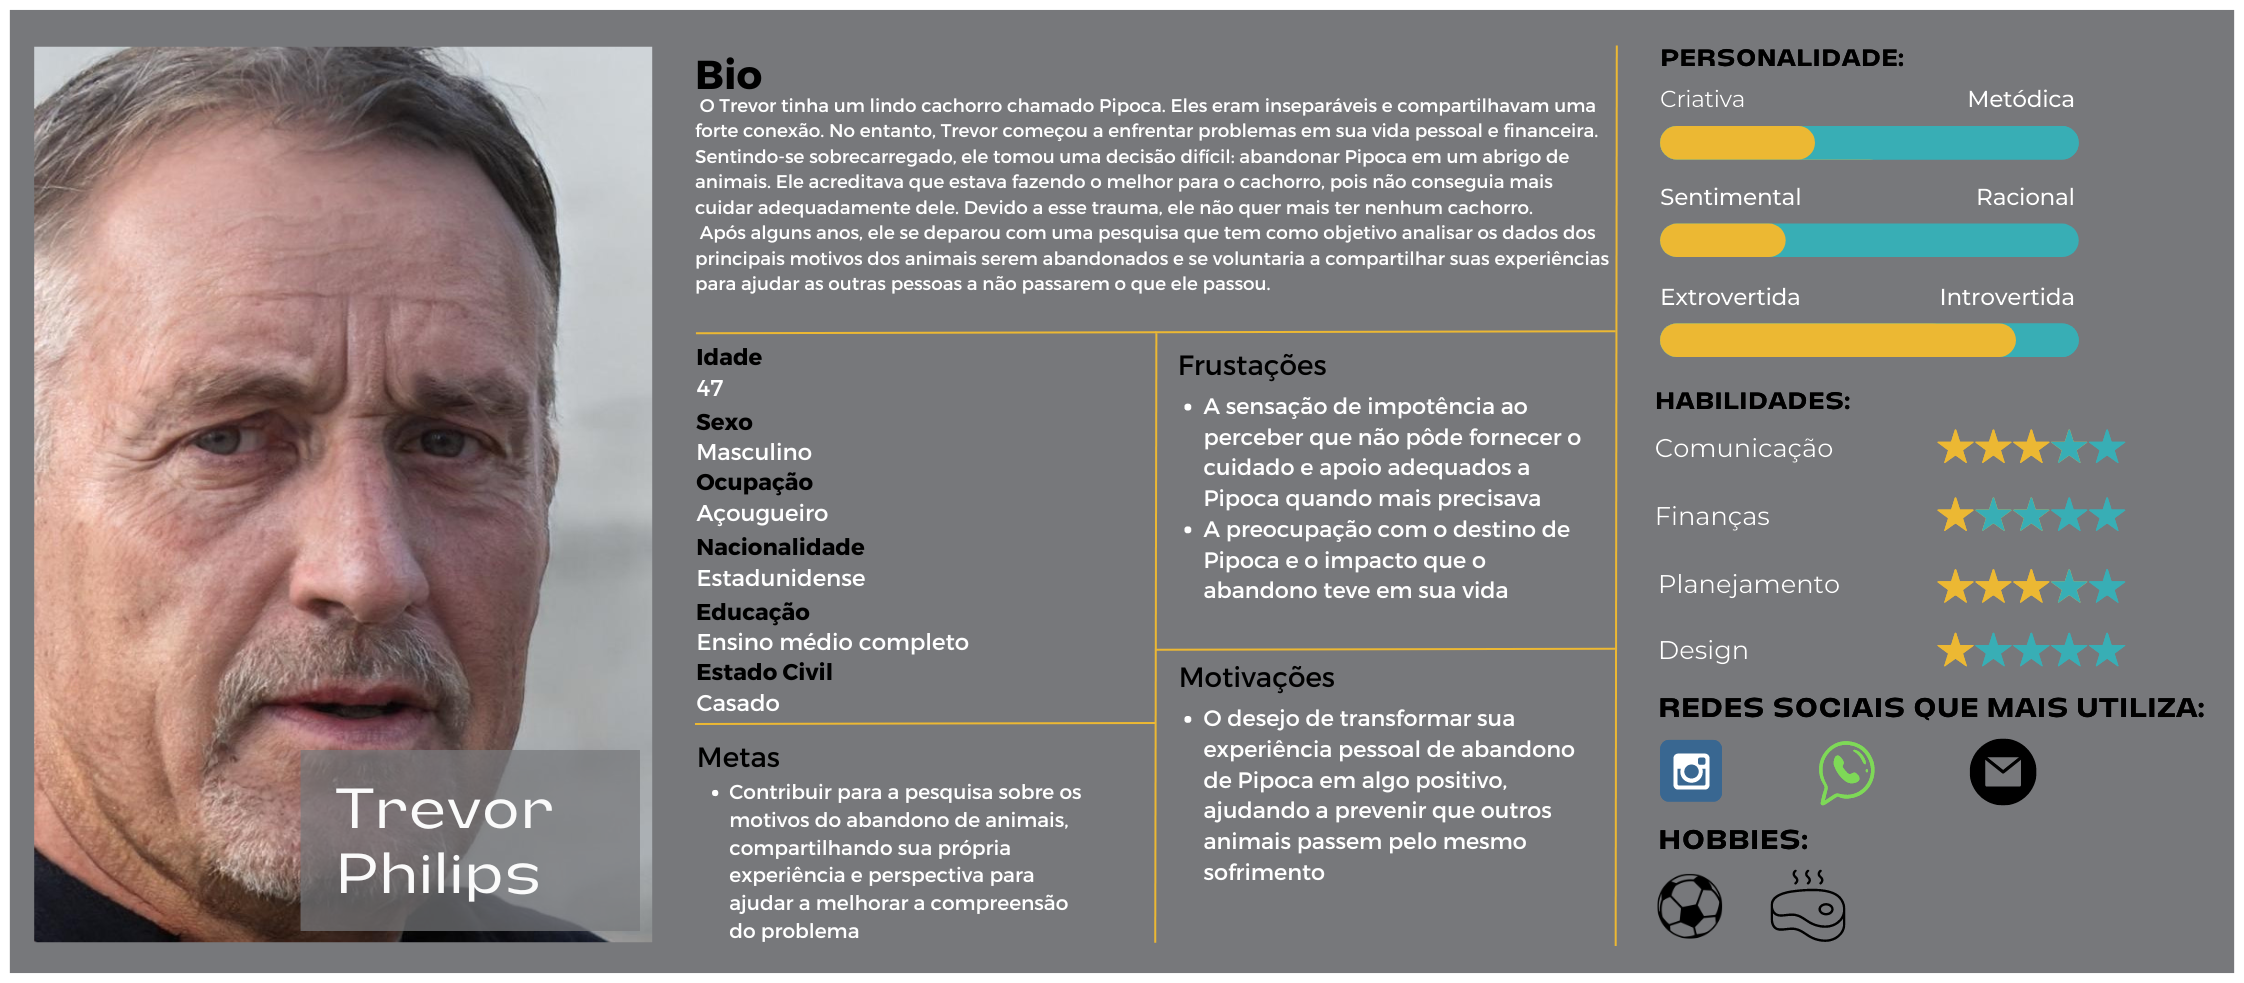 Bio
O Trevor tinha um lindo cachorro chamado Pipoca. Eles eram inseparáveis e compartilhavam uma
forte conexão. No entanto, Trevor começou a enfrentar problemas em sua vida pessoal e financeira.
Sentindo-se sobrecarregado, ele tomou uma decisão difícil: abandonar Pipoca em um abrigo de
animais. Ele acreditava que estava fazendo o melhor para o cachorro, pois não conseguia mais
cuidar adequadamente dele. Devido a esse trauma, ele não quer mais ter nenhum cachorro.
Após alguns anos, ele se deparou com uma pesquisa que tem como objetivo analisar os dados dos
principais motivos dos animais serem abandonados e se voluntaria a compartilhar suas experiências
para ajudar as outras pessoas a não passarem o que ele passou.
Idade
47
Sexo
Masculino
Ocupação
Açougueiro
Nacionalidade
Estadunidense
Educação
Ensino médio completo
Estado Civil
Casado
Metas
• Contribuir para a pesquisa sobre os
motivos do abandono de animais,
compartilhando sua própria
experiência e perspectiva para
ajudar a melhorar a compreensão
do problema
Frustações
• A sensação de impotência ao
perceber que não pôde fornecer o
cuidado e apoio adequados a
Pipoca quando mais precisava
• A preocupação com o destino de
Pipoca e o impacto que o
abandono teve em sua vida
Motivações
• O desejo de transformar sua
experiência pessoal de abandono
de Pipoca em algo positivo,
ajudando a prevenir que outros
animais passem pelo mesmo
sofrimento
PERSONALIDADE:
Criativa Metódica
Sentimental Racional
Extrovertida Introvertida
HABILIDADES:
Comunicação
Finanças
Planejamento
Design
REDES SOCIAIS QUE MAIS UTILIZA:
HOBBIES:
Trevor
Philips